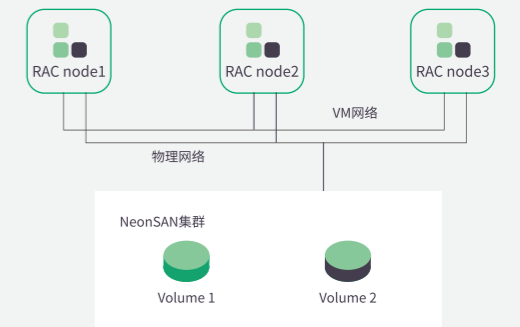 RAC node1
RAC node2
RAC node3
VM网络
物理网络
NeonSAN集群
Volume 1
Volume 2